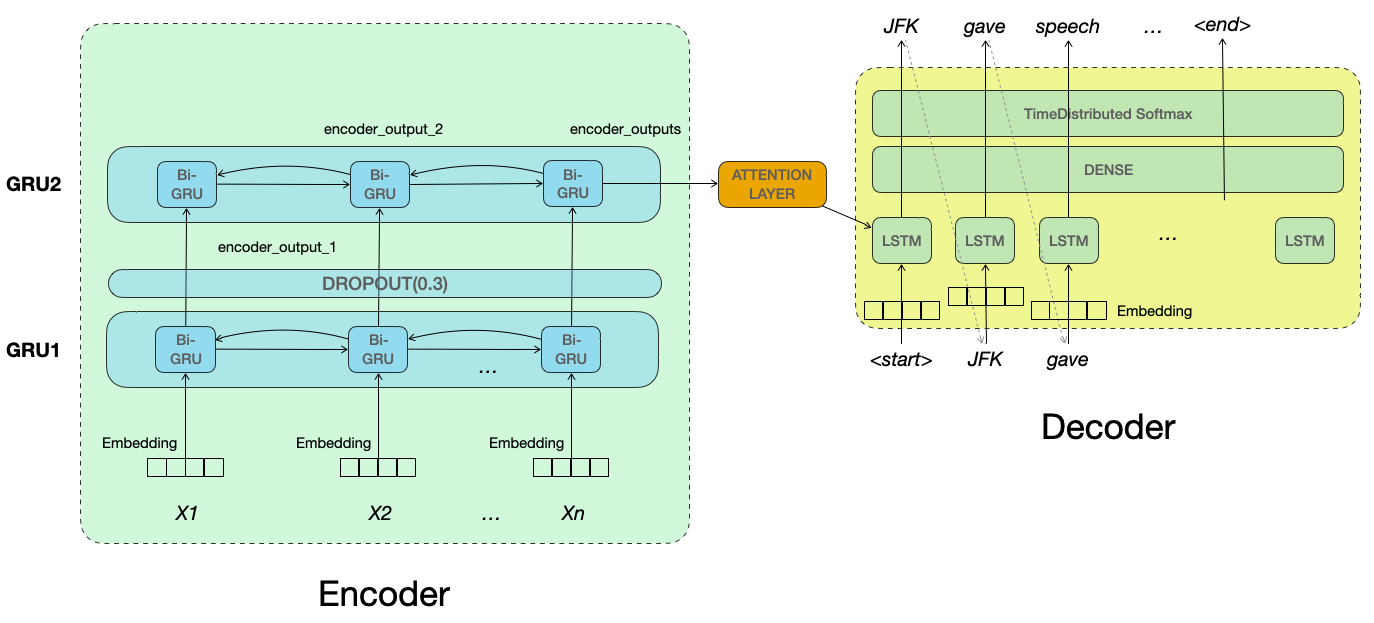 JFK gave speech ... <end>
TimeDistributed Softmax
DENSE
encoder_output_2 encoder_outputs
GRU2
Bi-
GRU
Bi-
GRU
Bi-
GRU
ATTENTION
LAYER
LSTM LSTM LSTM ... LSTM
encoder_output_1
DROPOUT(0.3)
Embedding
<start> JFK gave
Decoder
GRU1
Bi-
GRU
Bi-
GRU
Bi-
GRU
...
Embedding Embedding Embedding
X1 X2 ... Xn
Encoder